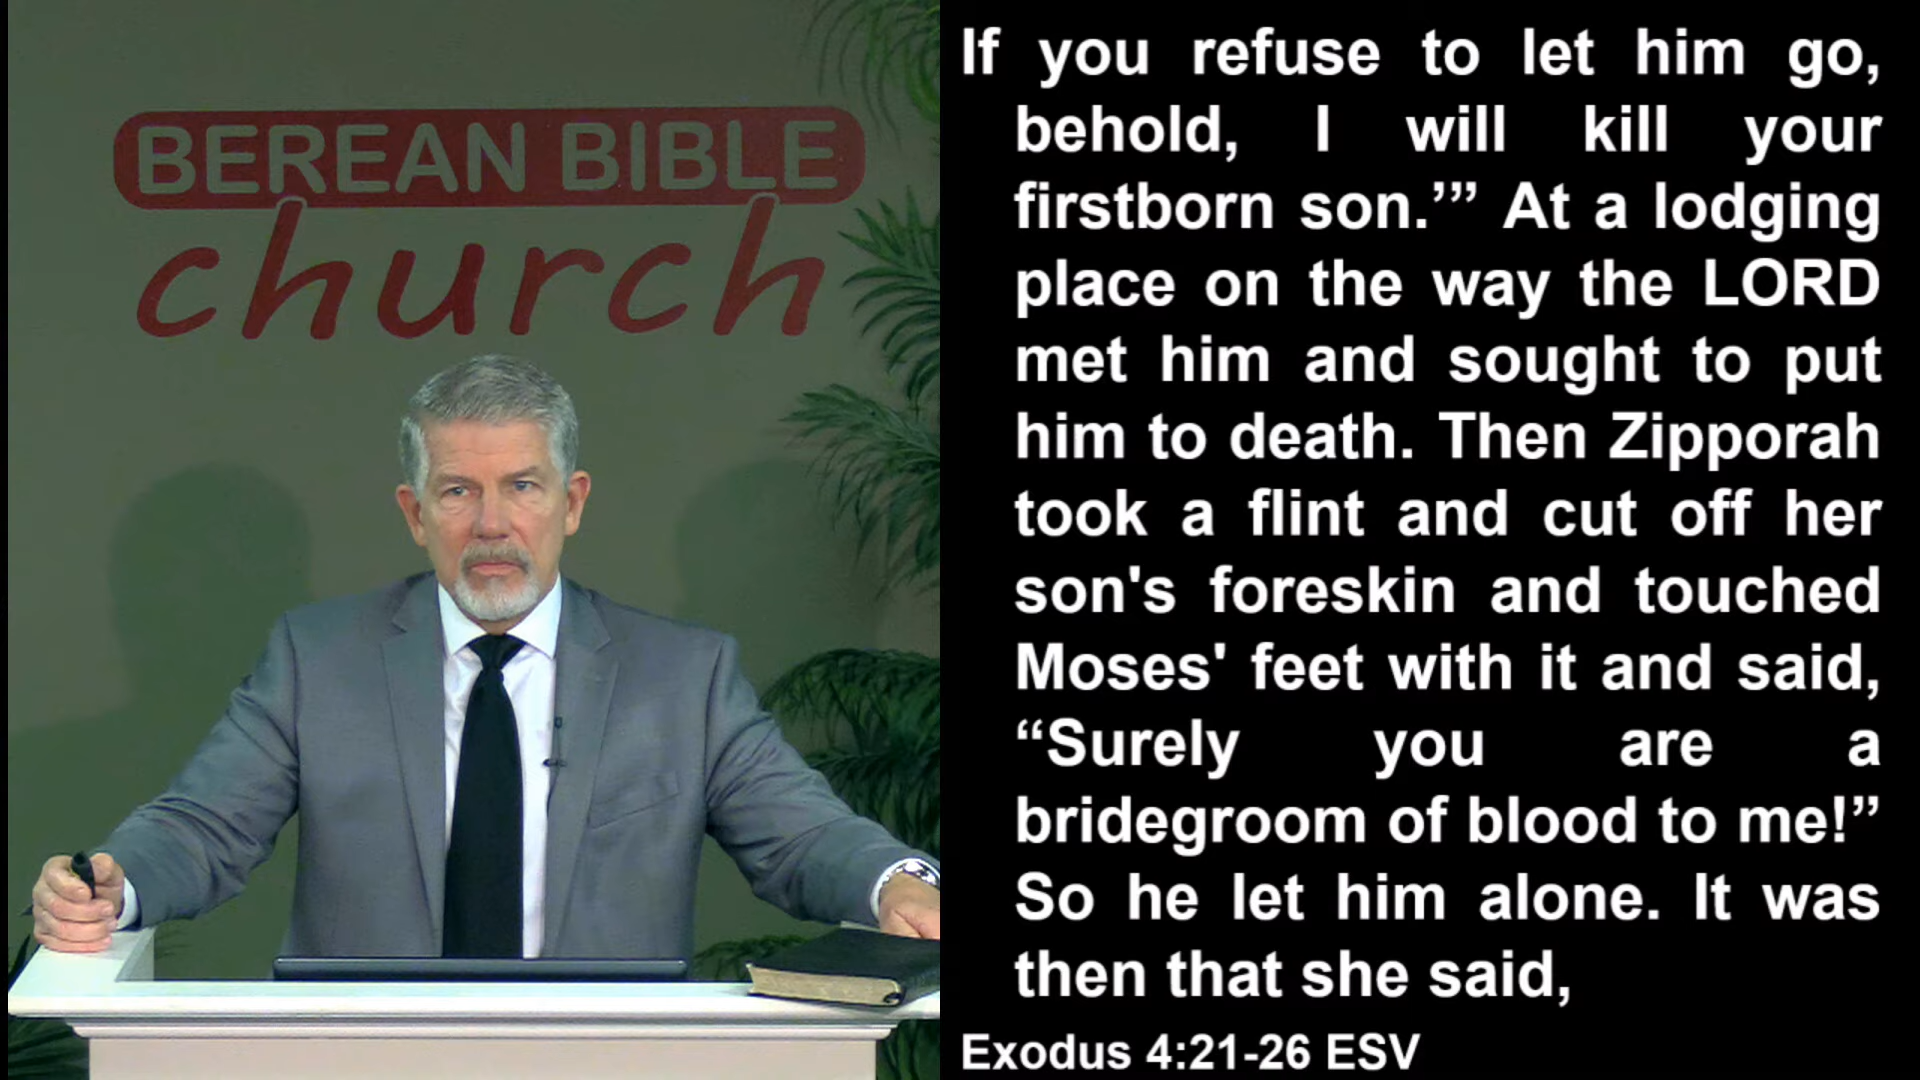 BEREAN BIBLE
church
If you refuse to let him go,
behold, I will kill your
firstborn son.’” At a lodging
place on the way the LORD
met him and sought to put
him to death. Then Zipporah
took a flint and cut off her
son's foreskin and touched
Moses' feet with it and said,
“Surely you are a
bridegroom of blood to me!”
So he let him alone. It was
then that she said,
Exodus 4:21-26 ESV